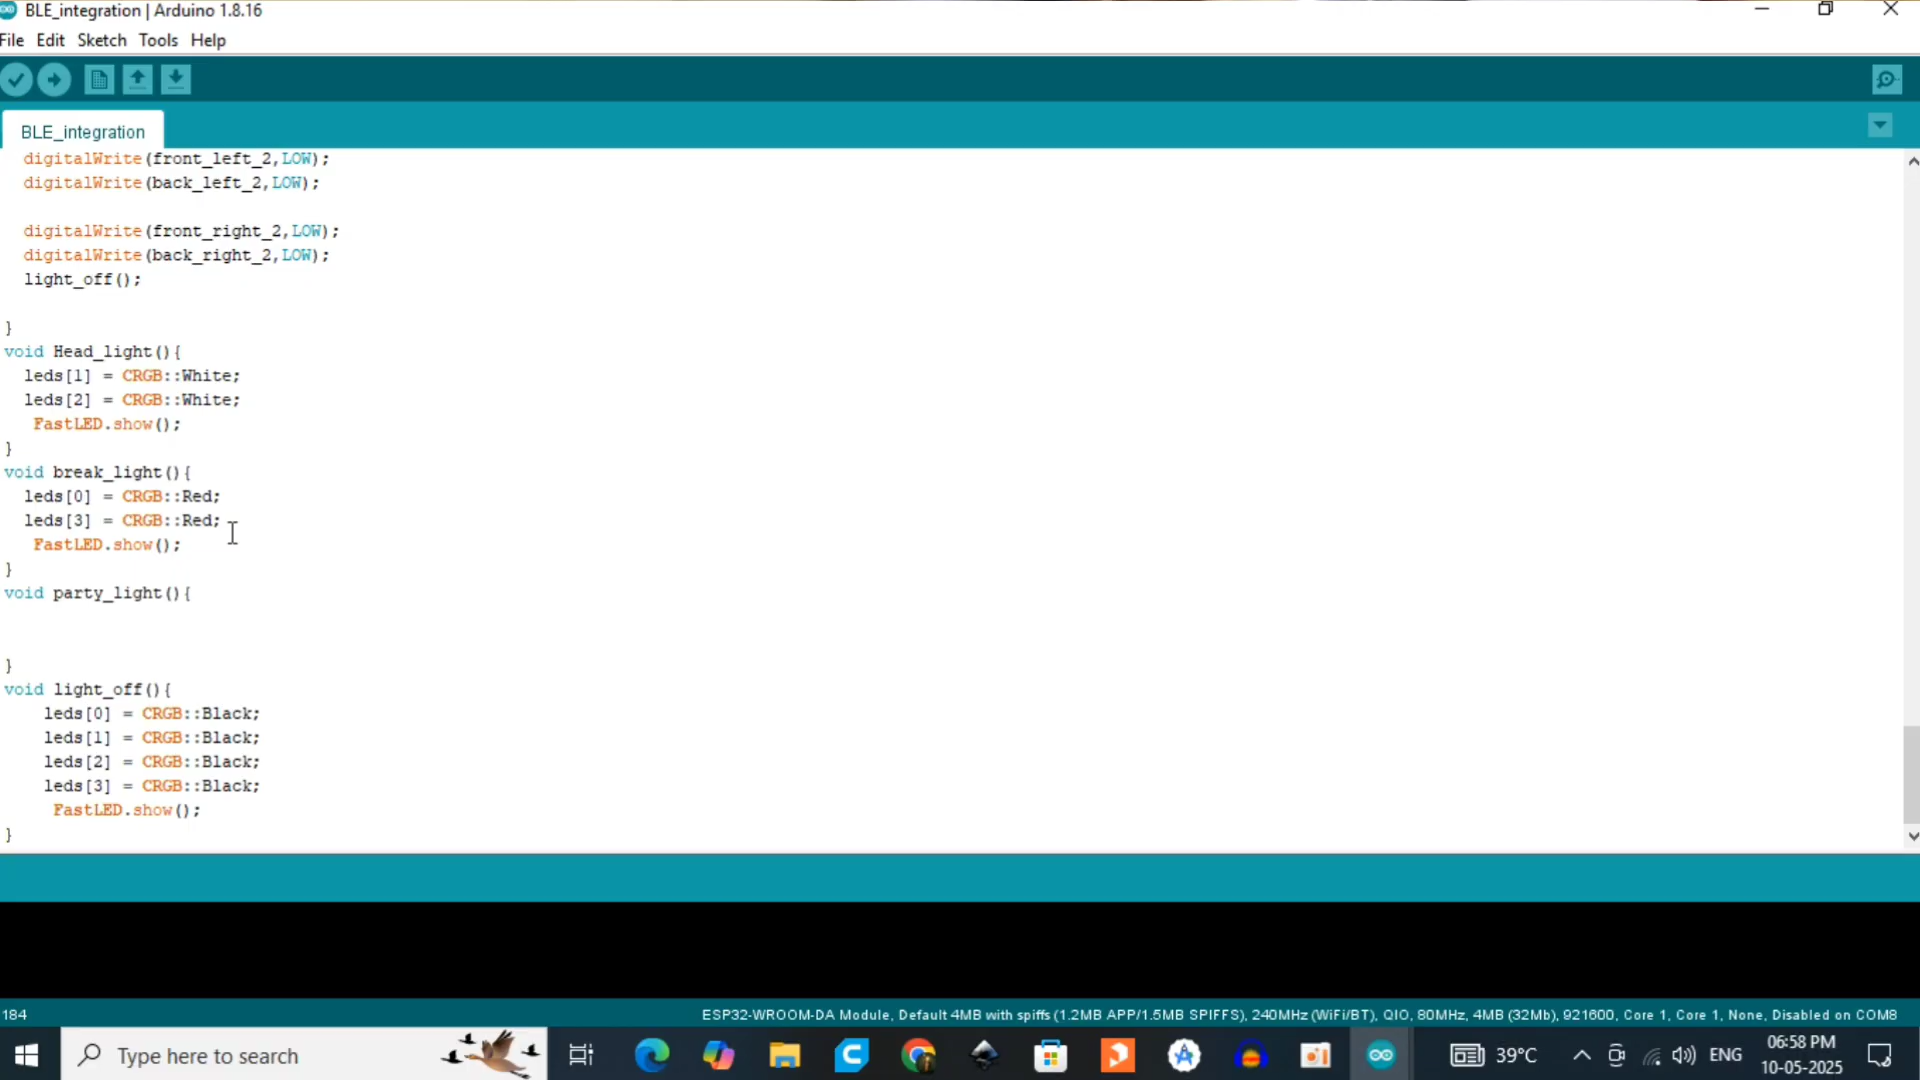 BLE_integration | Arduino 1.8.16
File Edit Sketch Tools Help
BLE_integration
digitalWrite(front_left_2,LOW);
digitalWrite(back_left_2,LOW);
digitalWrite(front_right_2,LOW);
digitalWrite(back_right_2,LOW);
light_off();
}
void Head_light(){
leds[1] = CRGB::White;
leds[2] = CRGB::White;
FastLED.show();
}
void break_light(){
leds[0] = CRGB::Red;
leds[3] = CRGB::Red;
FastLED.show();
}
void party_light(){
}
void light_off(){
leds[0] = CRGB::Black;
leds[1] = CRGB::Black;
leds[2] = CRGB::Black;
leds[3] = CRGB::Black;
FastLED.show();
}
184
ESP32-WROOM-DA Module, Default 4MB with spiffs (1.2MB APP/1.5MB SPIFFS), 240MHz (WiFi/BT), QIO, 80MHz, 4MB (32Mb), 921600, Core 1, Core 1, None, Disabled on COM8
Type here to search
39°C
ENG
06:58 PM
10-05-2025